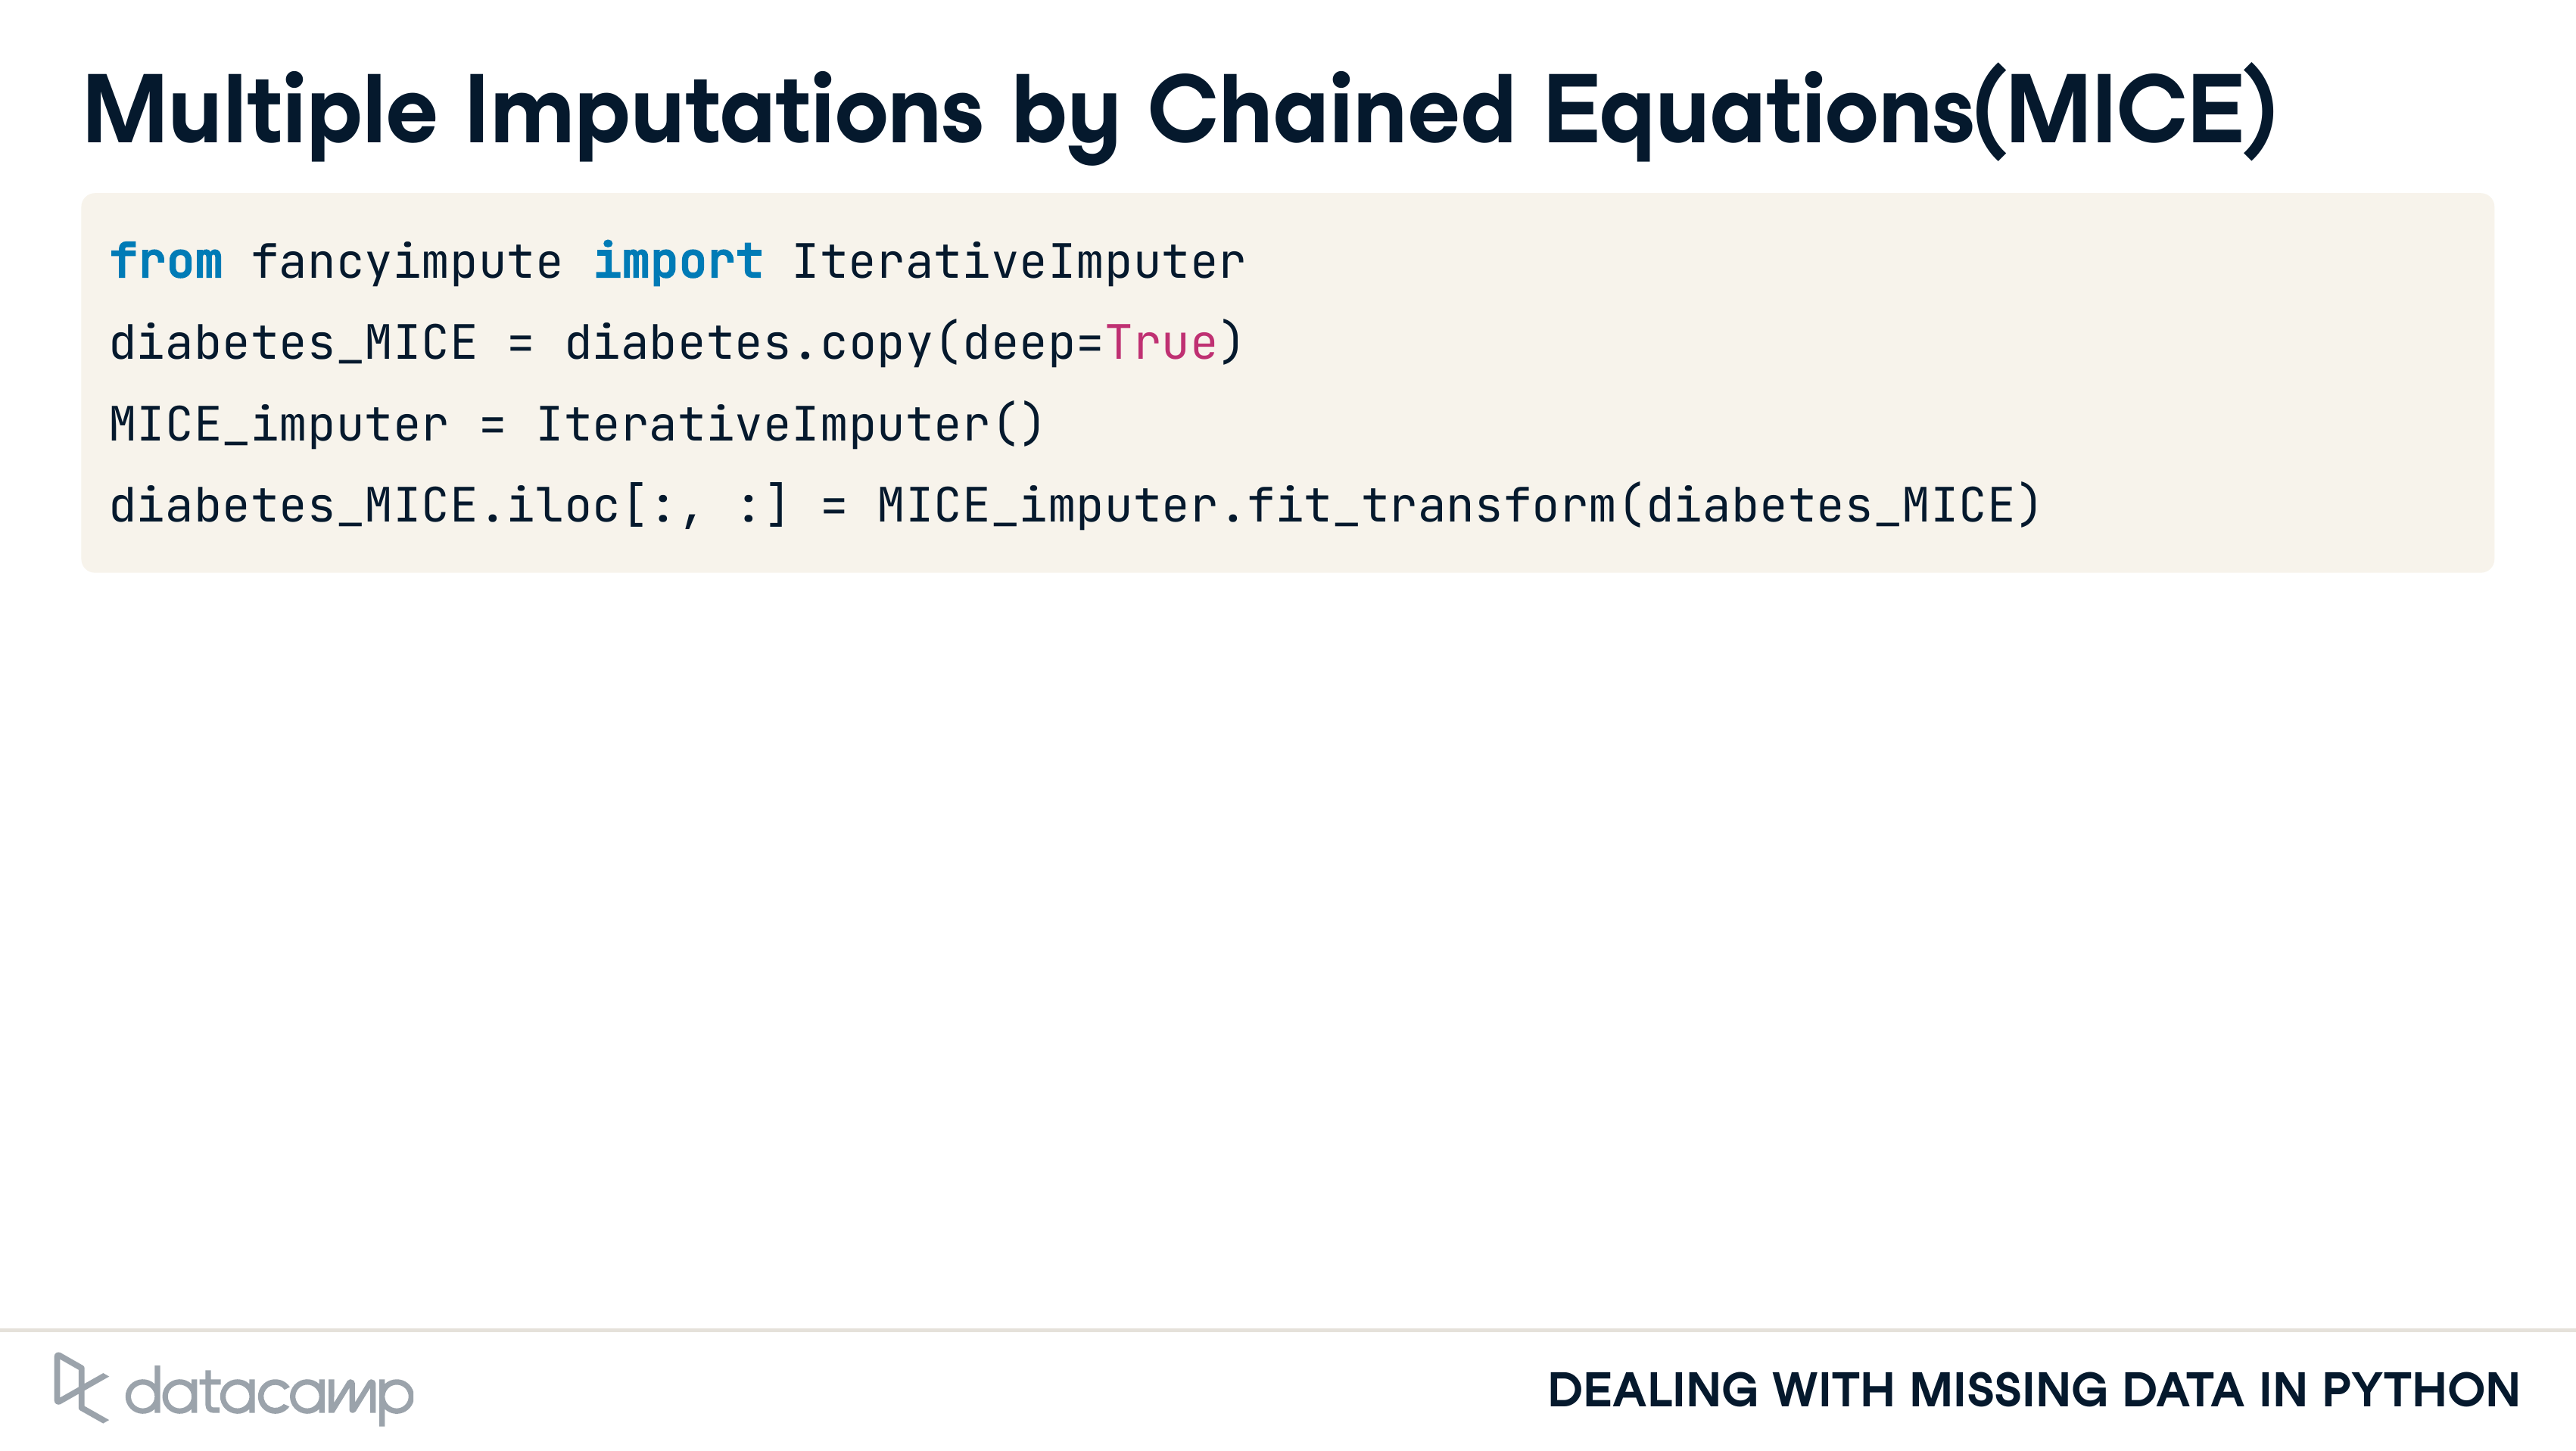 Multiple Imputations by Chained Equations(MICE)
from fancyimpute import IterativeImputer
diabetes_MICE = diabetes.copy(deep=True)
MICE_imputer = IterativeImputer()
diabetes_MICE.iloc[:, :] = MICE_imputer.fit_transform(diabetes_MICE)
datacamp
DEALING WITH MISSING DATA IN PYTHON